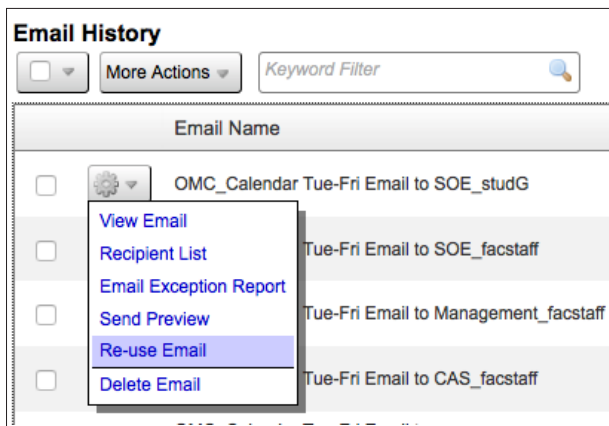 Email History
More Actions
Keyword Filter
Email Name
OMC_Calendar Tue-Fri Email to SOE_studG
View Email
Recipient List
Tue-Fri Email to SOE_facstaff
Email Exception Report
Send Preview
Tue-Fri Email to Management_facstaff
Re-use Email
Delete Email
Tue-Fri Email to CAS_facstaff